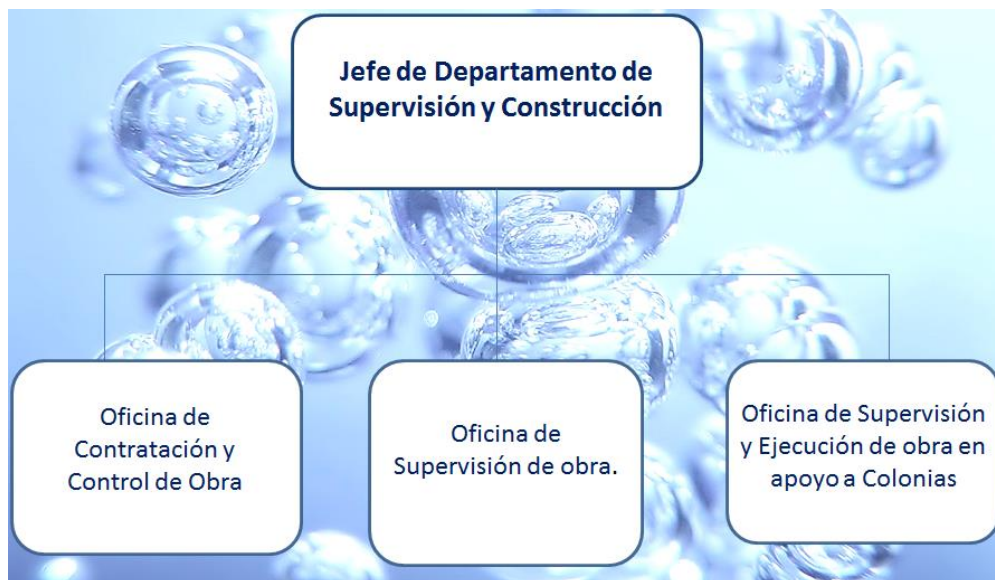 Jefe de Departamento de
Supervisión y Construcción
Oficina de
Contratación y
Control de Obra
Oficina de
Supervisión de obra.
Oficina de Supervisión
y Ejecución de obra en
apoyo a Colonias